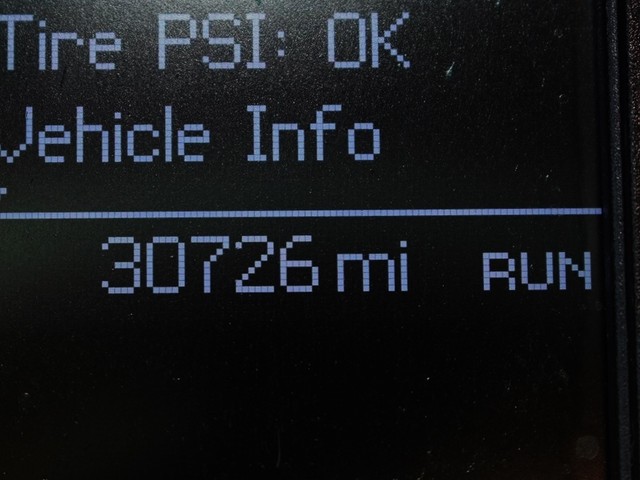 Tire PSI: OK
Vehicle Info
30726 mi RUN